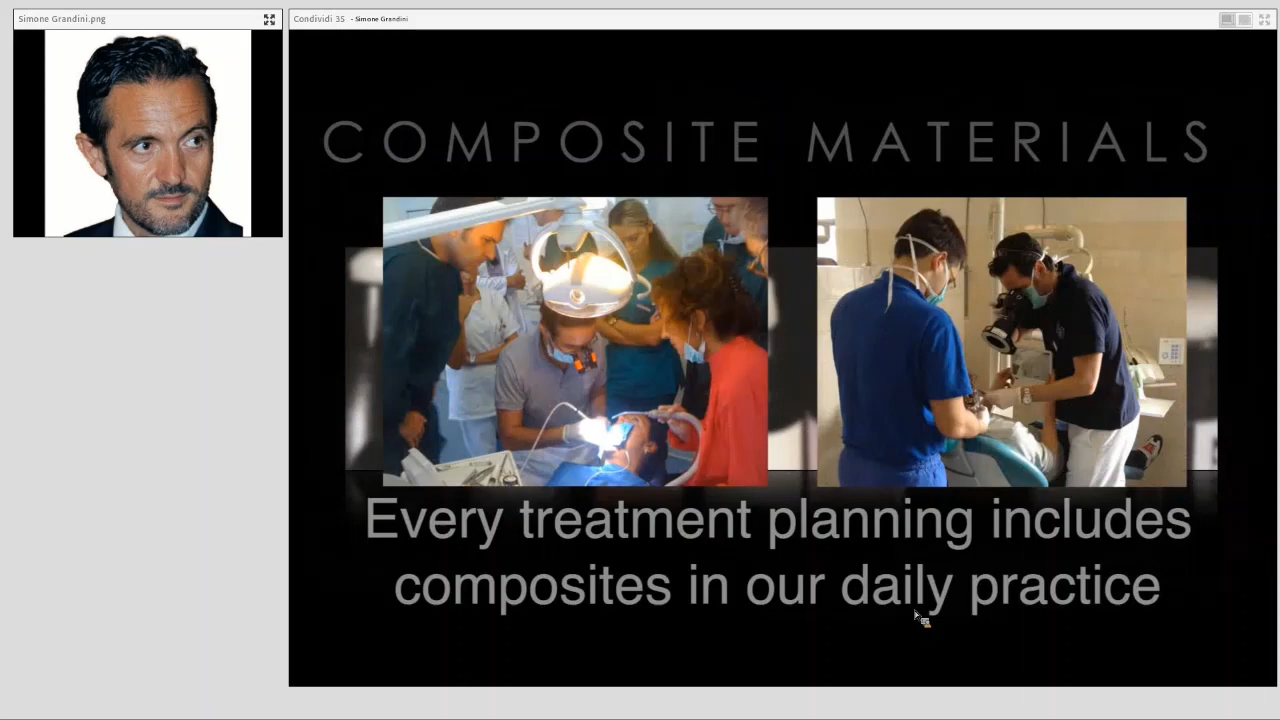 Simone Grandini.png
Condividi 35 - Simone Grandini
COMPOSITE MATERIALS
Every treatment planning includes
composites in our daily practice